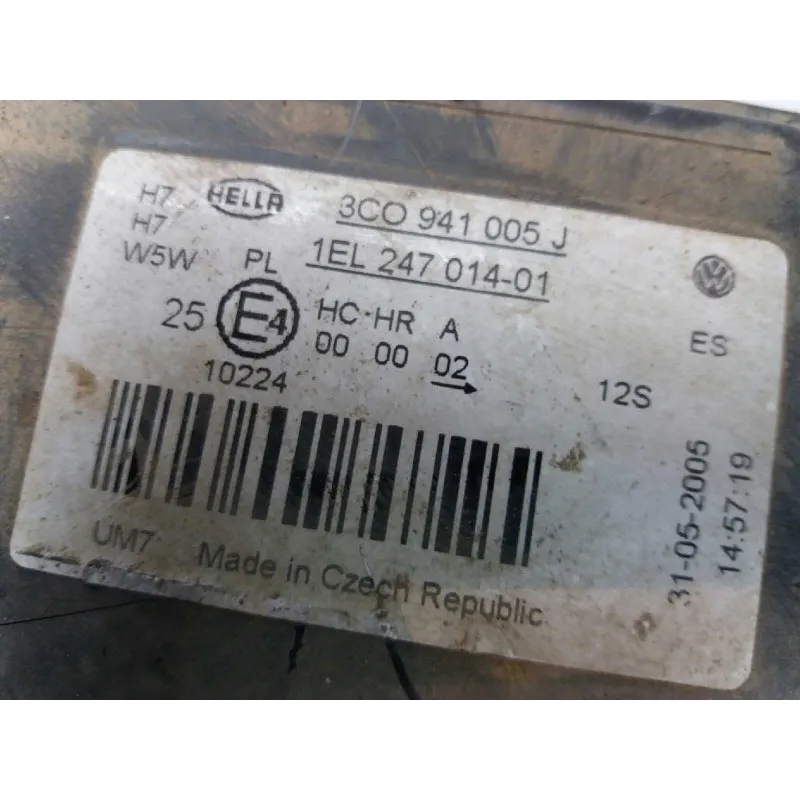 H7 HELLA 3C0 941 005 J
H7
W5W PL 1EL 247 014-01
25 E4 HC-HR A ES
00 00 02 12S
10224
31-05-2005
14:57:19
UM7 Made in Czech Republic
VW